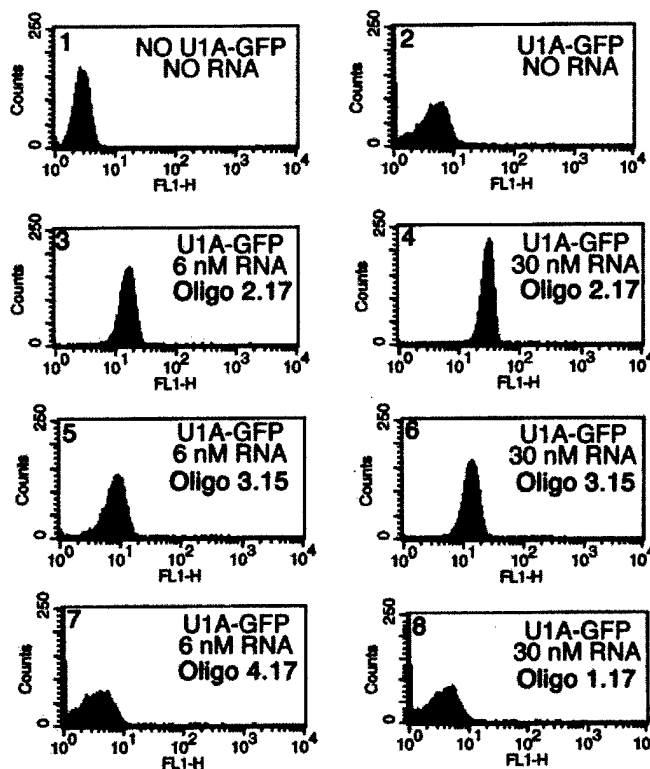 1
NO U1A-GFP
NO RNA
250
Counts
0
10^0 10^1 10^2 10^3 10^4
FL1-H
2
U1A-GFP
NO RNA
250
Counts
0
10^0 10^1 10^2 10^3 10^4
FL1-H
3
U1A-GFP
6 nM RNA
Oligo 2.17
250
Counts
0
10^0 10^1 10^2 10^3 10^4
FL1-H
4
U1A-GFP
30 nM RNA
Oligo 2.17
250
Counts
0
10^0 10^1 10^2 10^3 10^4
FL1-H
5
U1A-GFP
6 nM RNA
Oligo 3.15
250
Counts
0
10^0 10^1 10^2 10^3 10^4
FL1-H
6
U1A-GFP
30 nM RNA
Oligo 3.15
250
Counts
0
10^0 10^1 10^2 10^3 10^4
FL1-H
7
U1A-GFP
6 nM RNA
Oligo 4.17
250
Counts
0
10^0 10^1 10^2 10^3 10^4
FL1-H
8
U1A-GFP
30 nM RNA
Oligo 1.17
250
Counts
0
10^0 10^1 10^2 10^3 10^4
FL1-H